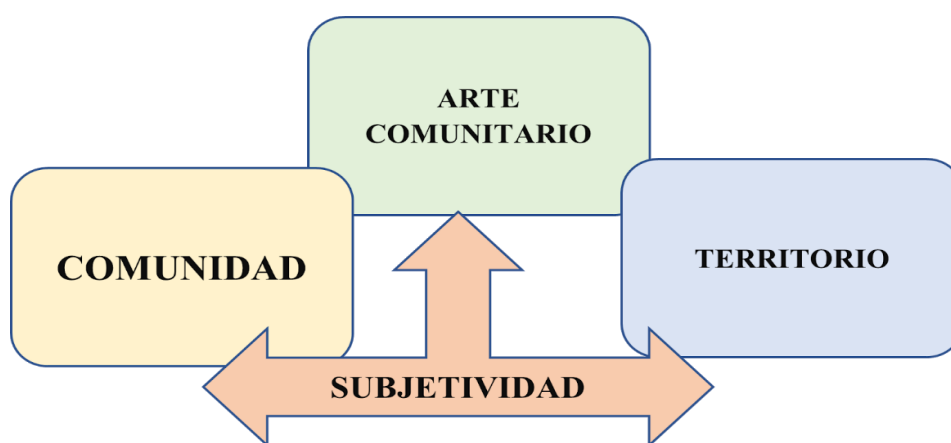 ARTE
COMUNITARIO
COMUNIDAD
TERRITORIO
SUBJETIVIDAD